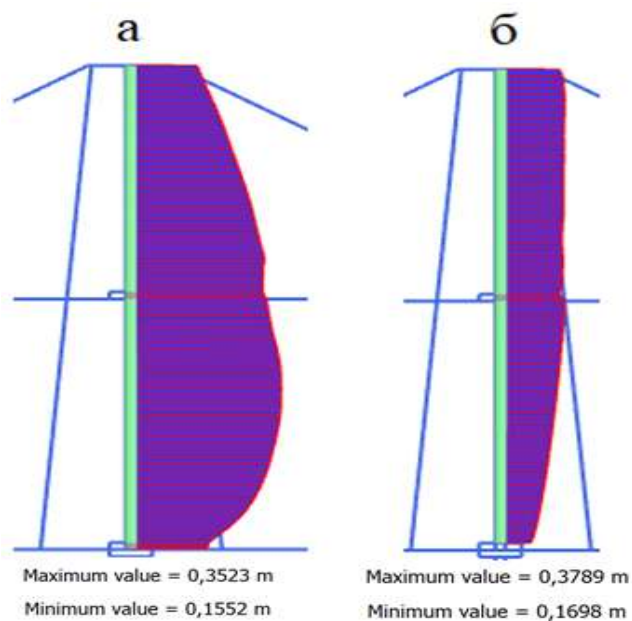 а
б
Maximum value = 0,3523 m
Minimum value = 0,1552 m
Maximum value = 0,3789 m
Minimum value = 0,1698 m